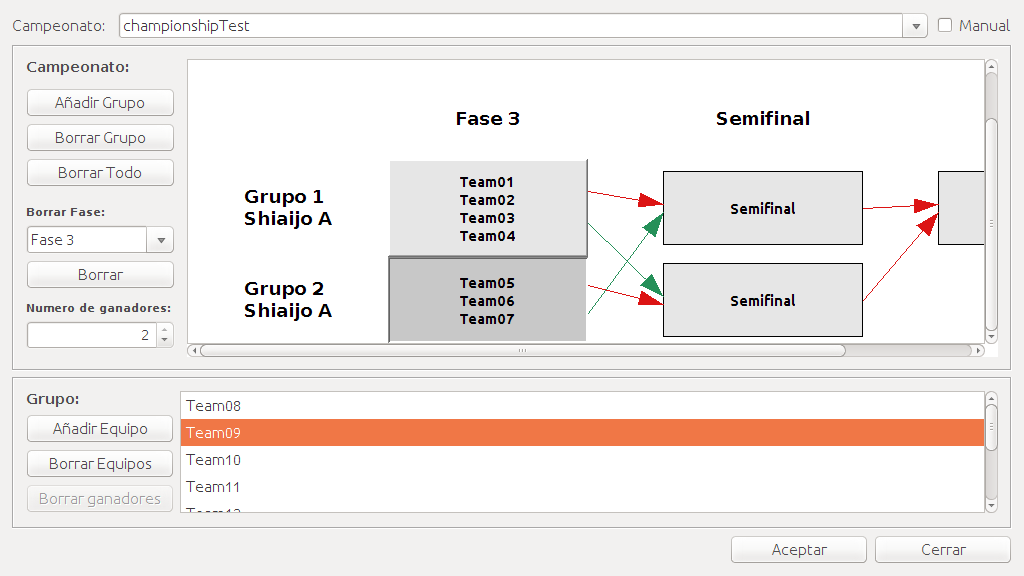 Campeonato: championshipTest Manual
Campeonato:
Añadir Grupo
Borrar Grupo
Borrar Todo
Borrar Fase:
Fase 3
Borrar
Numero de ganadores:
2
Fase 3 Semifinal
Grupo 1
Shiaijo A
Team01
Team02
Team03
Team04
Semifinal
Grupo 2
Shiaijo A
Team05
Team06
Team07
Semifinal
Grupo:
Añadir Equipo
Borrar Equipos
Borrar ganadores
Team08
Team09
Team10
Team11
Aceptar Cerrar